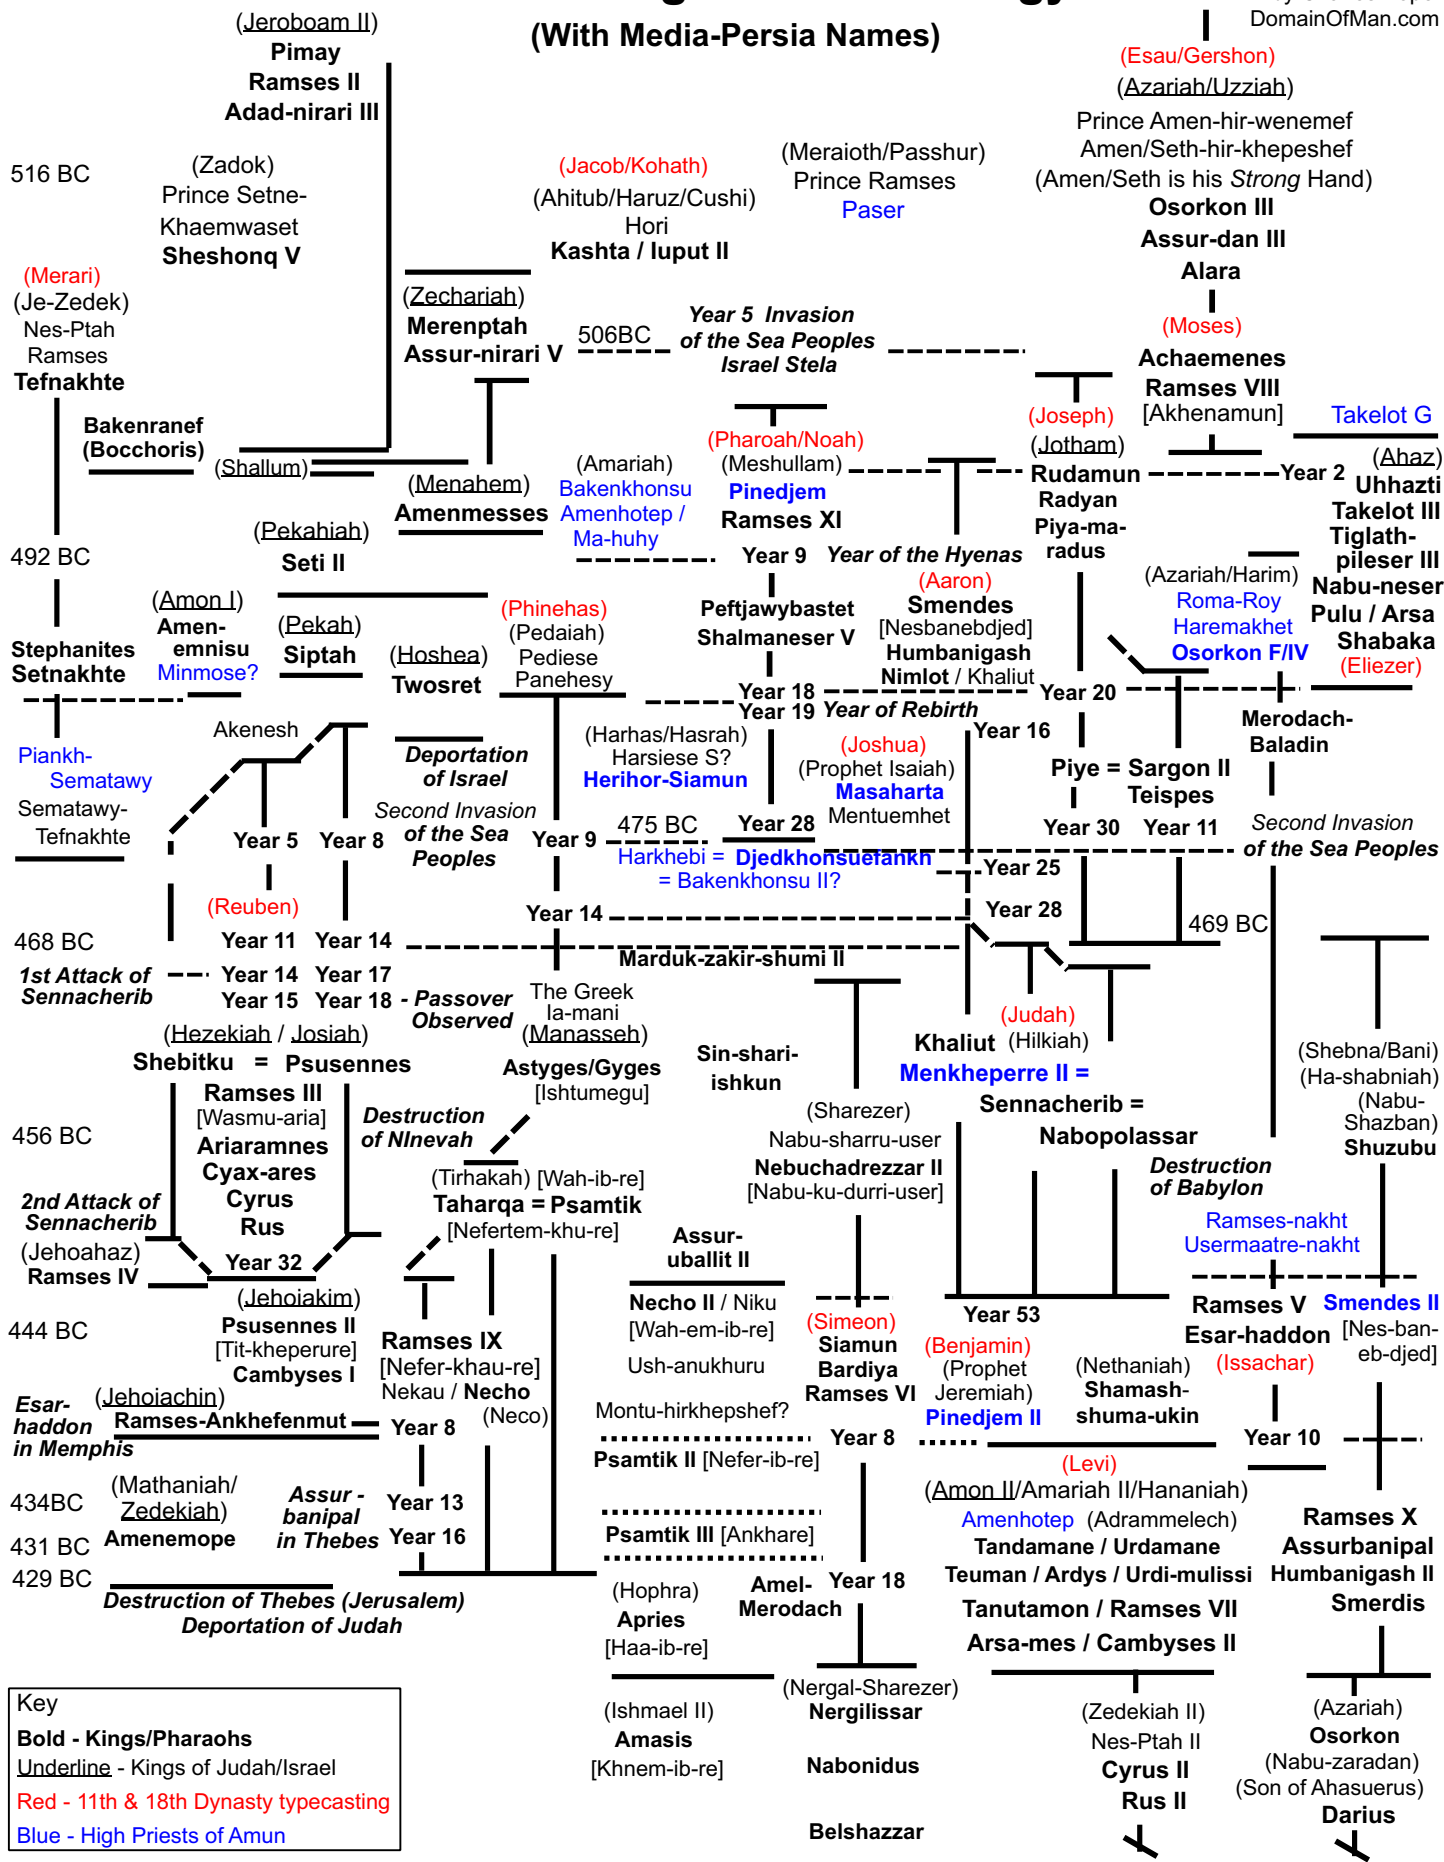 (With Media-Persia Names)
DomainOfMan.com
(Jeroboam II)
Pimay
Ramses II
Adad-nirari III
(Esau/Gershon)
(Azariah/Uzziah)
Prince Amen-hir-wenemef
Amen/Seth-hir-khepeshef
(Amen/Seth is his Strong Hand)
Osorkon III
Assur-dan III
Alara
516 BC
(Zadok)
Prince Setne-
Khaemwaset
Sheshonq V
(Jacob/Kohath)
(Ahitub/Haruz/Cushi)
Hori
Kashta / Iuput II
(Meraioth/Passhur)
Prince Ramses
Paser
(Merari)
(Je-Zedek)
Nes-Ptah
Ramses
Tefnakhte
(Zechariah)
Merenptah
Assur-nirari V
506BC
Year 5 Invasion
of the Sea Peoples
Israel Stela
(Moses)
Achaemenes
Ramses VIII
[Akhenamun]
Takelot G
Bakenranef
(Bocchoris)
(Shallum)
(Menahem)
Amenmesses
(Amariah)
Bakenkhonsu
Amenhotep /
Ma-huhy
(Pharoah/Noah)
(Meshullam)
Pinedjem
Ramses XI
(Joseph)
(Jotham)
Rudamun
Radyan
Piya-ma-
radus
Year 2
(Ahaz)
Uhhazti
Takelot III
Tiglath-
pileser III
Nabu-neser
Pulu / Arsa
Shabaka
(Eliezer)
(Pekahiah)
Seti II
492 BC
Year 9
Year of the Hyenas
(Aaron)
Smendes
[Nesbanebdjed]
Humbanigash
Nimlot / Khaliut
(Azariah/Harim)
Roma-Roy
Haremakhet
Osorkon F/IV
Stephanites
Setnakhte
(Amon I)
Amen-
emnisu
Minmose?
(Pekah)
Siptah
(Hoshea)
Twosret
(Phinehas)
(Pedaiah)
Pediese
Panehesy
Peftjawybastet
Shalmaneser V
Year 18
Year 19
Year of Rebirth
Year 20
Year 16
Merodach-
Baladin
Piankh-
Sematawy
Sematawy-
Tefnakhte
Akenesh
Deportation
of Israel
(Harhas/Hasrah)
Harsiese S?
Herihor-Siamun
(Joshua)
(Prophet Isaiah)
Masaharta
Mentuemhet
Piye = Sargon II
Teispes
Year 5
Year 8
Second Invasion
of the Sea
Peoples
Year 9
475 BC
Year 28
Year 30
Year 11
Second Invasion
of the Sea Peoples
Harkhebi = Djedkhonsuefankh
= Bakenkhonsu II?
Year 25
(Reuben)
Year 14
Year 28
469 BC
468 BC
Year 11
Year 14
Marduk-zakir-shumi II
1st Attack of
Sennacherib
Year 14
Year 17
Year 15
Year 18
- Passover
Observed
The Greek
Ia-mani
(Manasseh)
Astyges/Gyges
[Ishtumegu]
(Hezekiah / Josiah)
Shebitku = Psusennes
Ramses III
[Wasmu-aria]
Ariaramnes
Cyax-ares
Cyrus
Rus
Sin-shari-
ishkun
Khaliut
(Judah)
(Hilkiah)
Menkheperre II =
Sennacherib =
Nabopolassar
(Shebna/Bani)
(Ha-shabniah)
(Nabu-
Shazban)
Shuzubu
456 BC
Destruction
of NInevah
(Sharezer)
Nabu-sharru-user
Nebuchadrezzar II
[Nabu-ku-durri-user]
Destruction
of Babylon
(Tirhakah) [Wah-ib-re]
Taharqa = Psamtik
[Nefertem-khu-re]
2nd Attack of
Sennacherib
(Jehoahaz)
Ramses IV
Year 32
Assur-
uballit II
Ramses-nakht
Usermaatre-nakht
444 BC
(Jehoiakim)
Psusennes II
[Tit-kheperure]
Cambyses I
Ramses IX
[Nefer-khau-re]
Nekau / Necho
(Neco)
Necho II / Niku
[Wah-em-ib-re]
Ush-anukhuru
(Simeon)
Siamun
Bardiya
Ramses VI
Year 53
(Benjamin)
(Prophet
Jeremiah)
Pinedjem II
(Nethaniah)
Shamash-
shuma-ukin
Ramses V
Esar-haddon
(Issachar)
Smendes II
[Nes-ban-
eb-djed]
Esar-
haddon
in Memphis
(Jehoiachin)
Ramses-Ankhefenmut
Year 8
Montu-hirkhepshef?
Year 8
Year 10
Psamtik II [Nefer-ib-re]
(Levi)
(Amon II/Amariah II/Hananiah)
Amenhotep (Adrammelech)
Tandamane / Urdamane
Teuman / Ardys / Urdi-mulissi
Tanutamon / Ramses VII
Arsa-mes / Cambyses II
434BC
(Mathaniah/
Zedekiah)
Amenemope
Assur -
banipal
in Thebes
Year 13
Year 16
431 BC
429 BC
Psamtik III [Ankhare]
Ramses X
Assurbanipal
Humbanigash II
Smerdis
Destruction of Thebes (Jerusalem)
Deportation of Judah
(Hophra)
Apries
[Haa-ib-re]
Amel-
Merodach
Year 18
Key
Bold - Kings/Pharaohs
Underline - Kings of Judah/Israel
Red - 11th & 18th Dynasty typecasting
Blue - High Priests of Amun
(Ishmael II)
Amasis
[Khnem-ib-re]
(Nergal-Sharezer)
Nergilissar
Nabonidus
Belshazzar
(Zedekiah II)
Nes-Ptah II
Cyrus II
Rus II
(Azariah)
Osorkon
(Nabu-zaradan)
(Son of Ahasuerus)
Darius